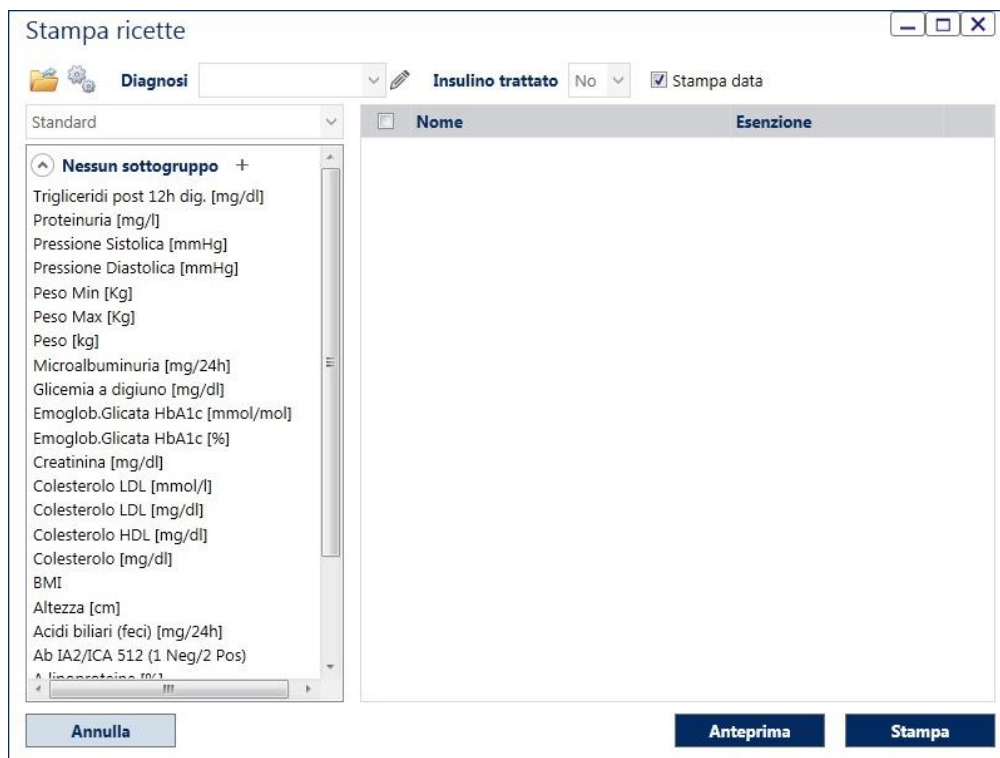 Stampa ricette
Diagnosi Insulino trattato No Stampa data
Standard
Nome Esenzione
Nessun sottogruppo +
Trigliceridi post 12h dig. [mg/dl]
Proteinuria [mg/l]
Pressione Sistolica [mmHg]
Pressione Diastolica [mmHg]
Peso Min [Kg]
Peso Max [Kg]
Peso [kg]
Microalbuminuria [mg/24h]
Glicemia a digiuno [mg/dl]
Emoglob.Glicata HbA1c [mmol/mol]
Emoglob.Glicata HbA1c [%]
Creatinina [mg/dl]
Colesterolo LDL [mmol/l]
Colesterolo LDL [mg/dl]
Colesterolo HDL [mg/dl]
Colesterolo [mg/dl]
BMI
Altezza [cm]
Acidi biliari (feci) [mg/24h]
Ab IA2/ICA 512 (1 Neg/2 Pos)
Annulla Anteprima Stampa